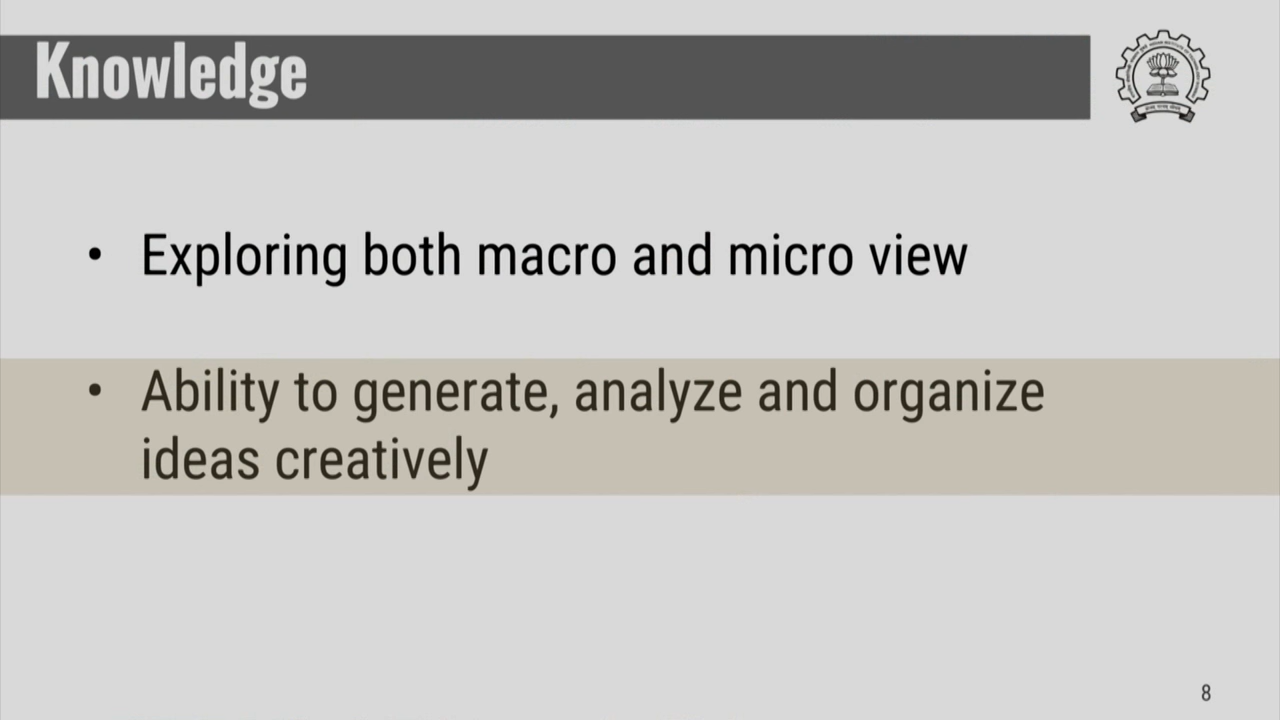 Knowledge
• Exploring both macro and micro view
• Ability to generate, analyze and organize
ideas creatively
8